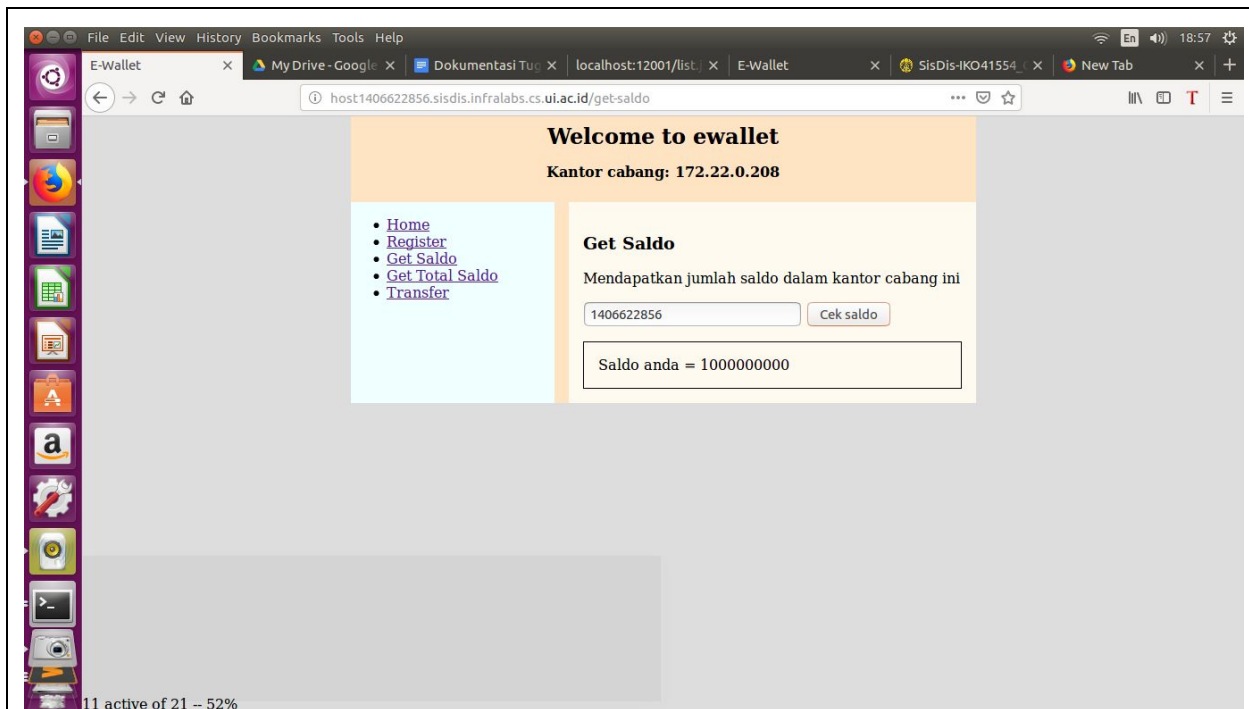 File Edit View History Bookmarks Tools Help
En
18:57
E-Wallet
My Drive - Google
Dokumentasi Tug
localhost:12001/list.
E-Wallet
SisDis-IKO41554_
New Tab
host1406622856.sisdis.infralabs.cs.ui.ac.id/get-saldo
T
Welcome to ewallet
Kantor cabang: 172.22.0.208
Home
Register
Get Saldo
Get Total Saldo
Transfer
Get Saldo
Mendapatkan jumlah saldo dalam kantor cabang ini
1406622856
Cek saldo
Saldo anda = 1000000000
a
>_
11 active of 21 -- 52%